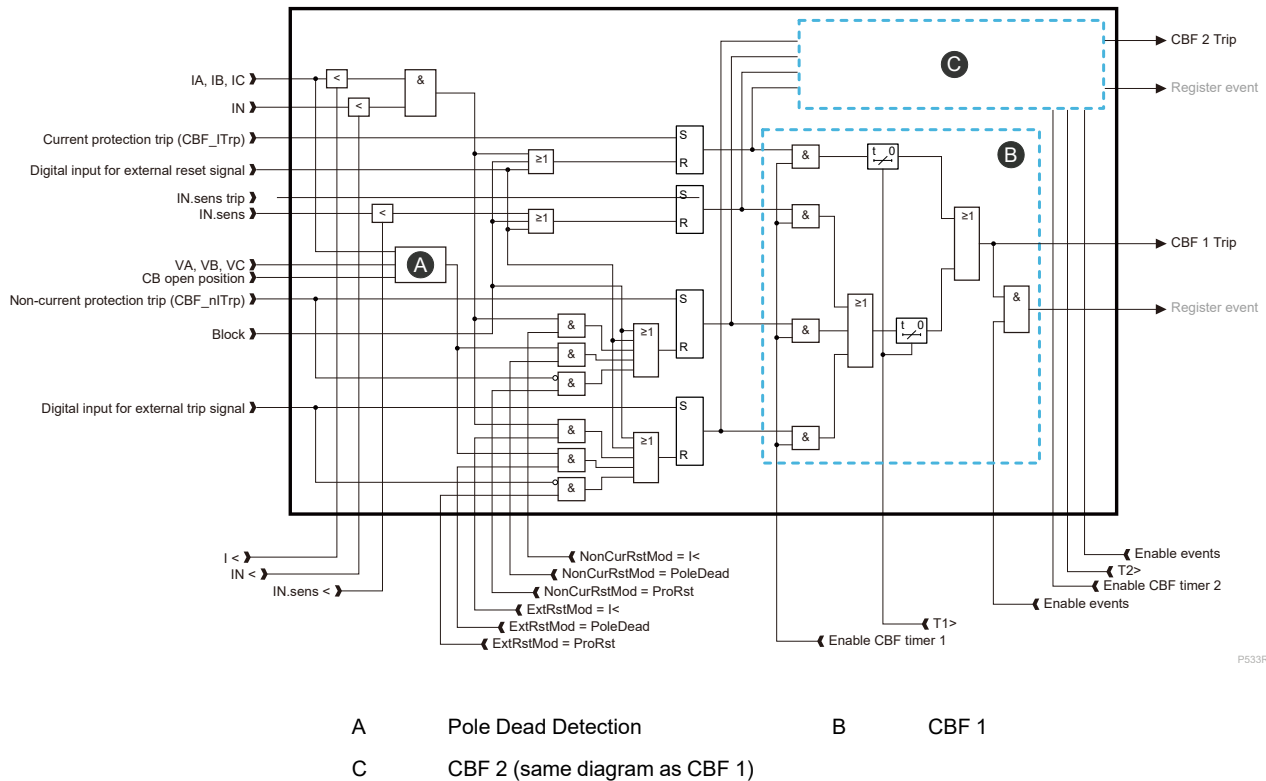 IA, IB, IC
IN
Current protection trip (CBF_ITrp)
Digital input for external reset signal
IN.sens trip
IN.sens
VA, VB, VC
CB open position
Non-current protection trip (CBF_nITrp)
Block
Digital input for external trip signal
<
&
<
≥1
<
≥1
A
S
R
S
R
&
&
&
≥1
S
R
&
&
&
≥1
S
R
C
B
&
t 0
&
≥1
&
≥1
t 0
&
&
CBF 2 Trip
Register event
CBF 1 Trip
Register event
I <
IN <
IN.sens <
NonCurRstMod = I<
NonCurRstMod = PoleDead
NonCurRstMod = ProRst
ExtRstMod = I<
ExtRstMod = PoleDead
ExtRstMod = ProRst
Enable events
T2>
Enable CBF timer 2
Enable events
T1>
Enable CBF timer 1
A Pole Dead Detection B CBF 1
C CBF 2 (same diagram as CBF 1)